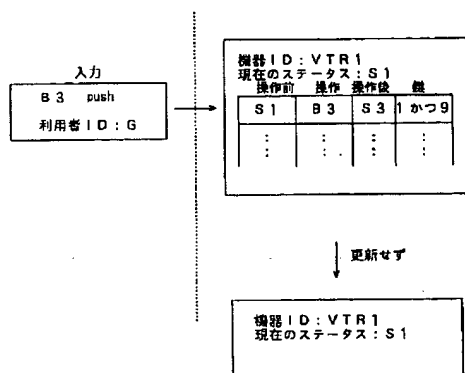 入力
B3 push
利用者ID:G
機器ID:VTR1
現在のステータス:S1
操作前 操作 操作後 鍵
S1 B3 S3 1かつ9
更新せず
機器ID:VTR1
現在のステータス:S1